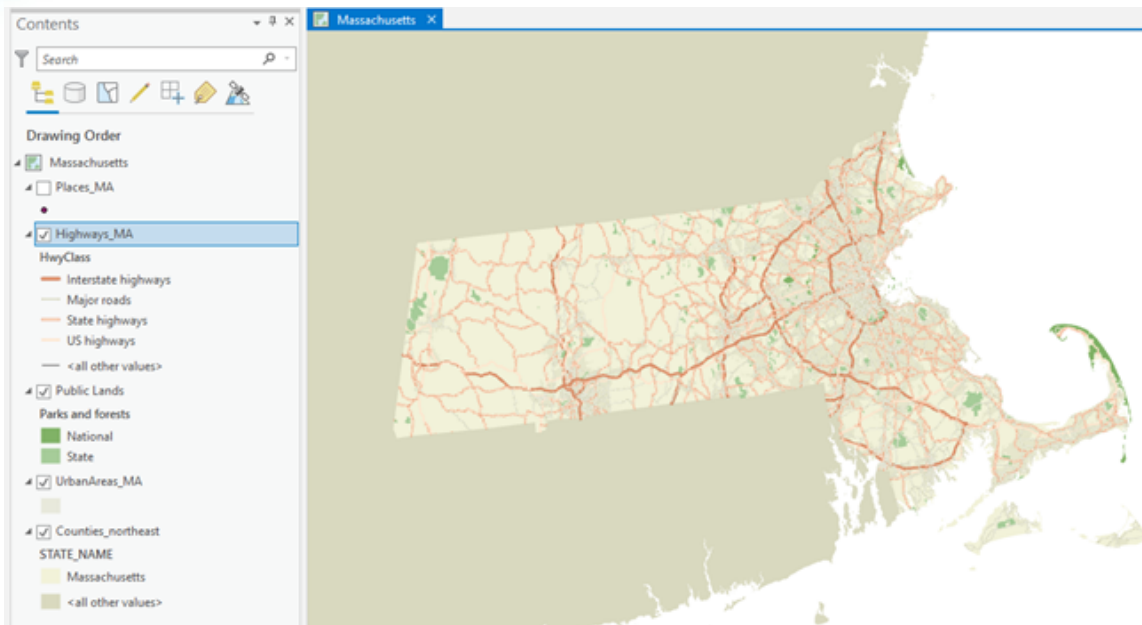 Contents
Massachusetts
Search
Drawing Order
Massachusetts
Places_MA
Highways_MA
HwyClass
Interstate highways
Major roads
State highways
US highways
<all other values>
Public Lands
Parks and forests
National
State
UrbanAreas_MA
Counties_northeast
STATE_NAME
Massachusetts
<all other values>